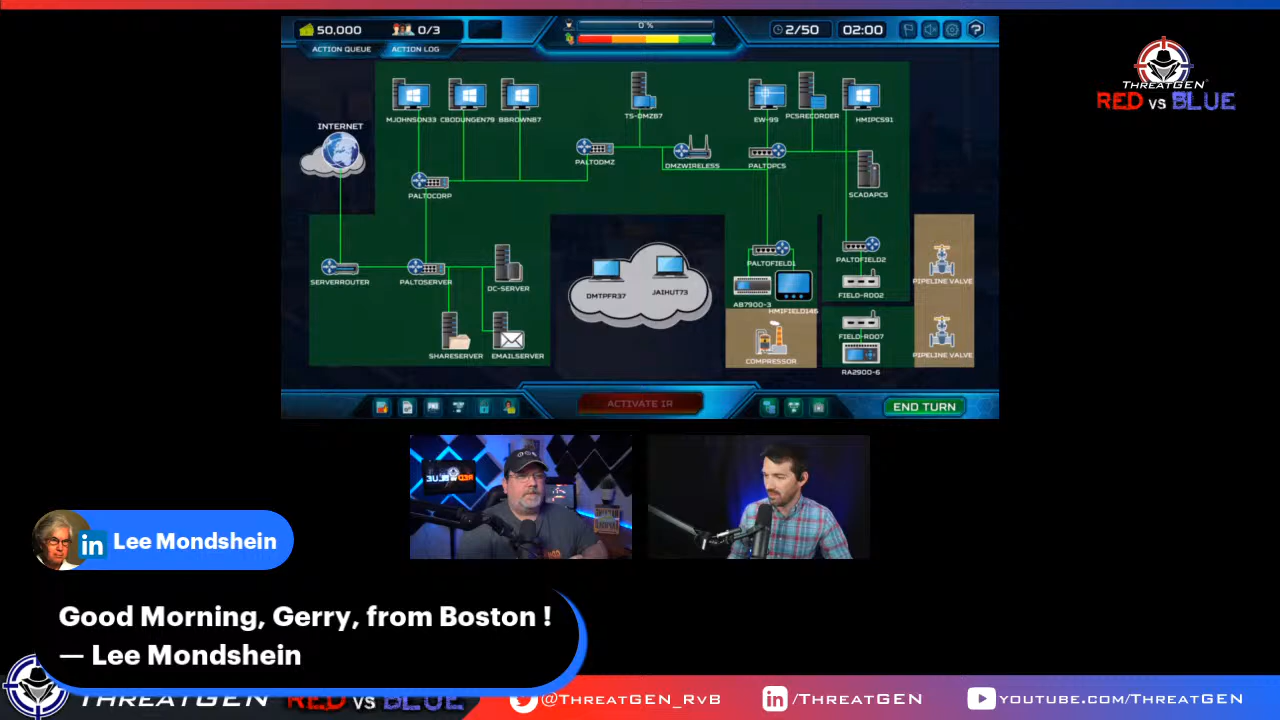 50,000
0/3
0 %
2/50
02:00
?
ACTION QUEUE
ACTION LOG
THREATGEN
RED VS BLUE
INTERNET
MJOHNSON33
CBODUNGEN79
BBROWN87
TS-DMZ87
EW-99
PCSRECORDER
HMIPCS91
PALTODMZ
DMZWIRELESS
PALTOPCS
PALTOCORP
SCADAPCS
SERVERROUTER
PALTOSERVER
DC-SERVER
SHARESERVER
EMAILSERVER
DMTPFR37
JAIHUT73
PALTOFIELD1
PALTOFIELD2
AB7900-3
HMIFIELD146
FIELD-R002
PIPELINE VALVE
COMPRESSOR
FIELD-R007
RA2900-6
PIPELINE VALVE
ACTIVATE IR
END TURN
in Lee Mondshein
Good Morning, Gerry, from Boston !
— Lee Mondshein
THREATGEN RED VS BLUE
@THREATGEN_RVB
in /THREATGEN
YOUTUBE.COM/THREATGEN